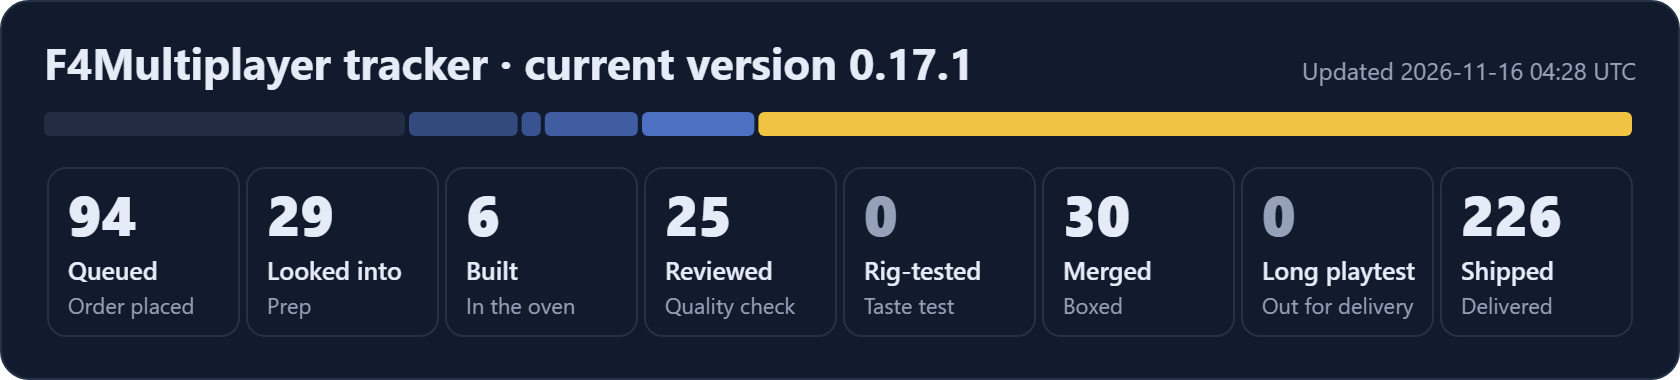 F4Multiplayer tracker · current version 0.17.1
Updated 2026-11-16 04:28 UTC
94
Queued
Order placed
29
Looked into
Prep
6
Built
In the oven
25
Reviewed
Quality check
0
Rig-tested
Taste test
30
Merged
Boxed
0
Long playtest
Out for delivery
226
Shipped
Delivered